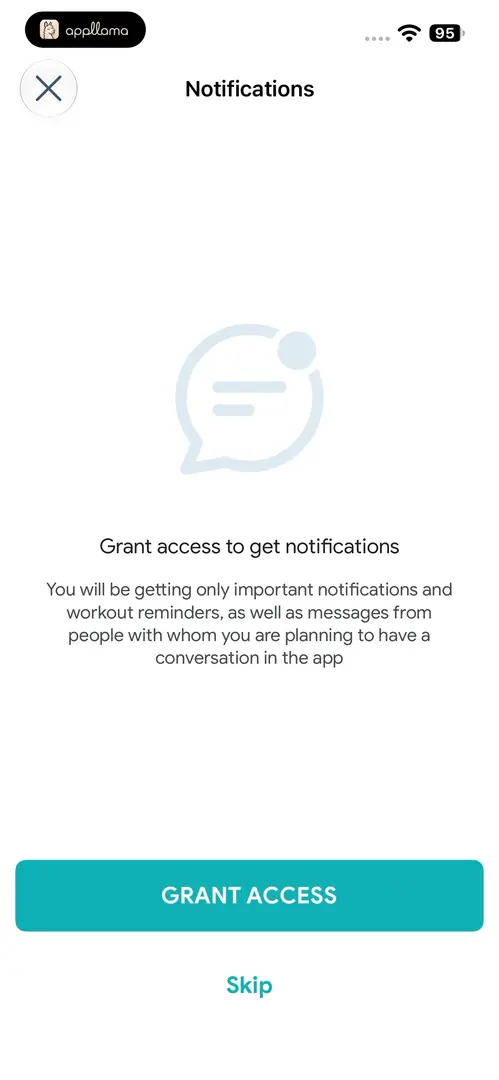 appllama
95
Notifications
Grant access to get notifications
You will be getting only important notifications and
workout reminders, as well as messages from
people with whom you are planning to have a
conversation in the app
GRANT ACCESS
Skip